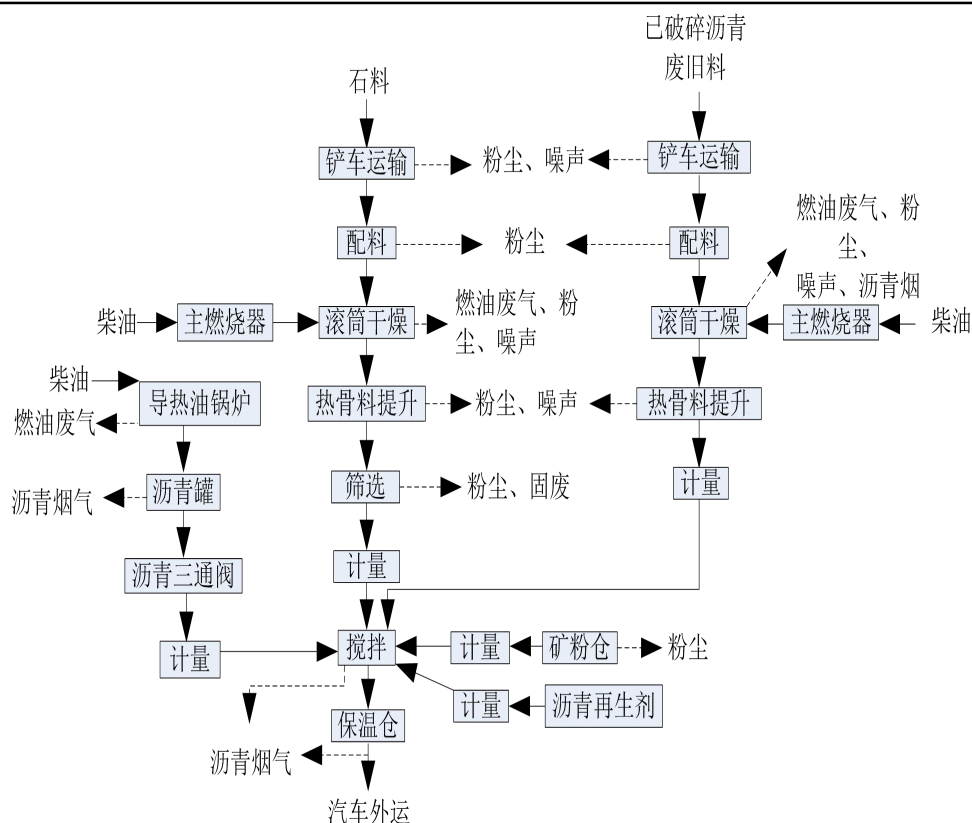 已破碎沥青
废旧料
石料
铲车运输
粉尘、噪声
铲车运输
配料
粉尘
配料
燃油废气、粉
尘、
噪声、沥青烟
柴油
主燃烧器
滚筒干燥
燃油废气、粉
尘、噪声
滚筒干燥
主燃烧器
柴油
柴油
导热油锅炉
燃油废气
热骨料提升
粉尘、噪声
热骨料提升
沥青烟气
沥青罐
筛选
粉尘、固废
计量
沥青三通阀
计量
计量
搅拌
计量
矿粉仓
粉尘
计量
沥青再生剂
保温仓
沥青烟气
汽车外运